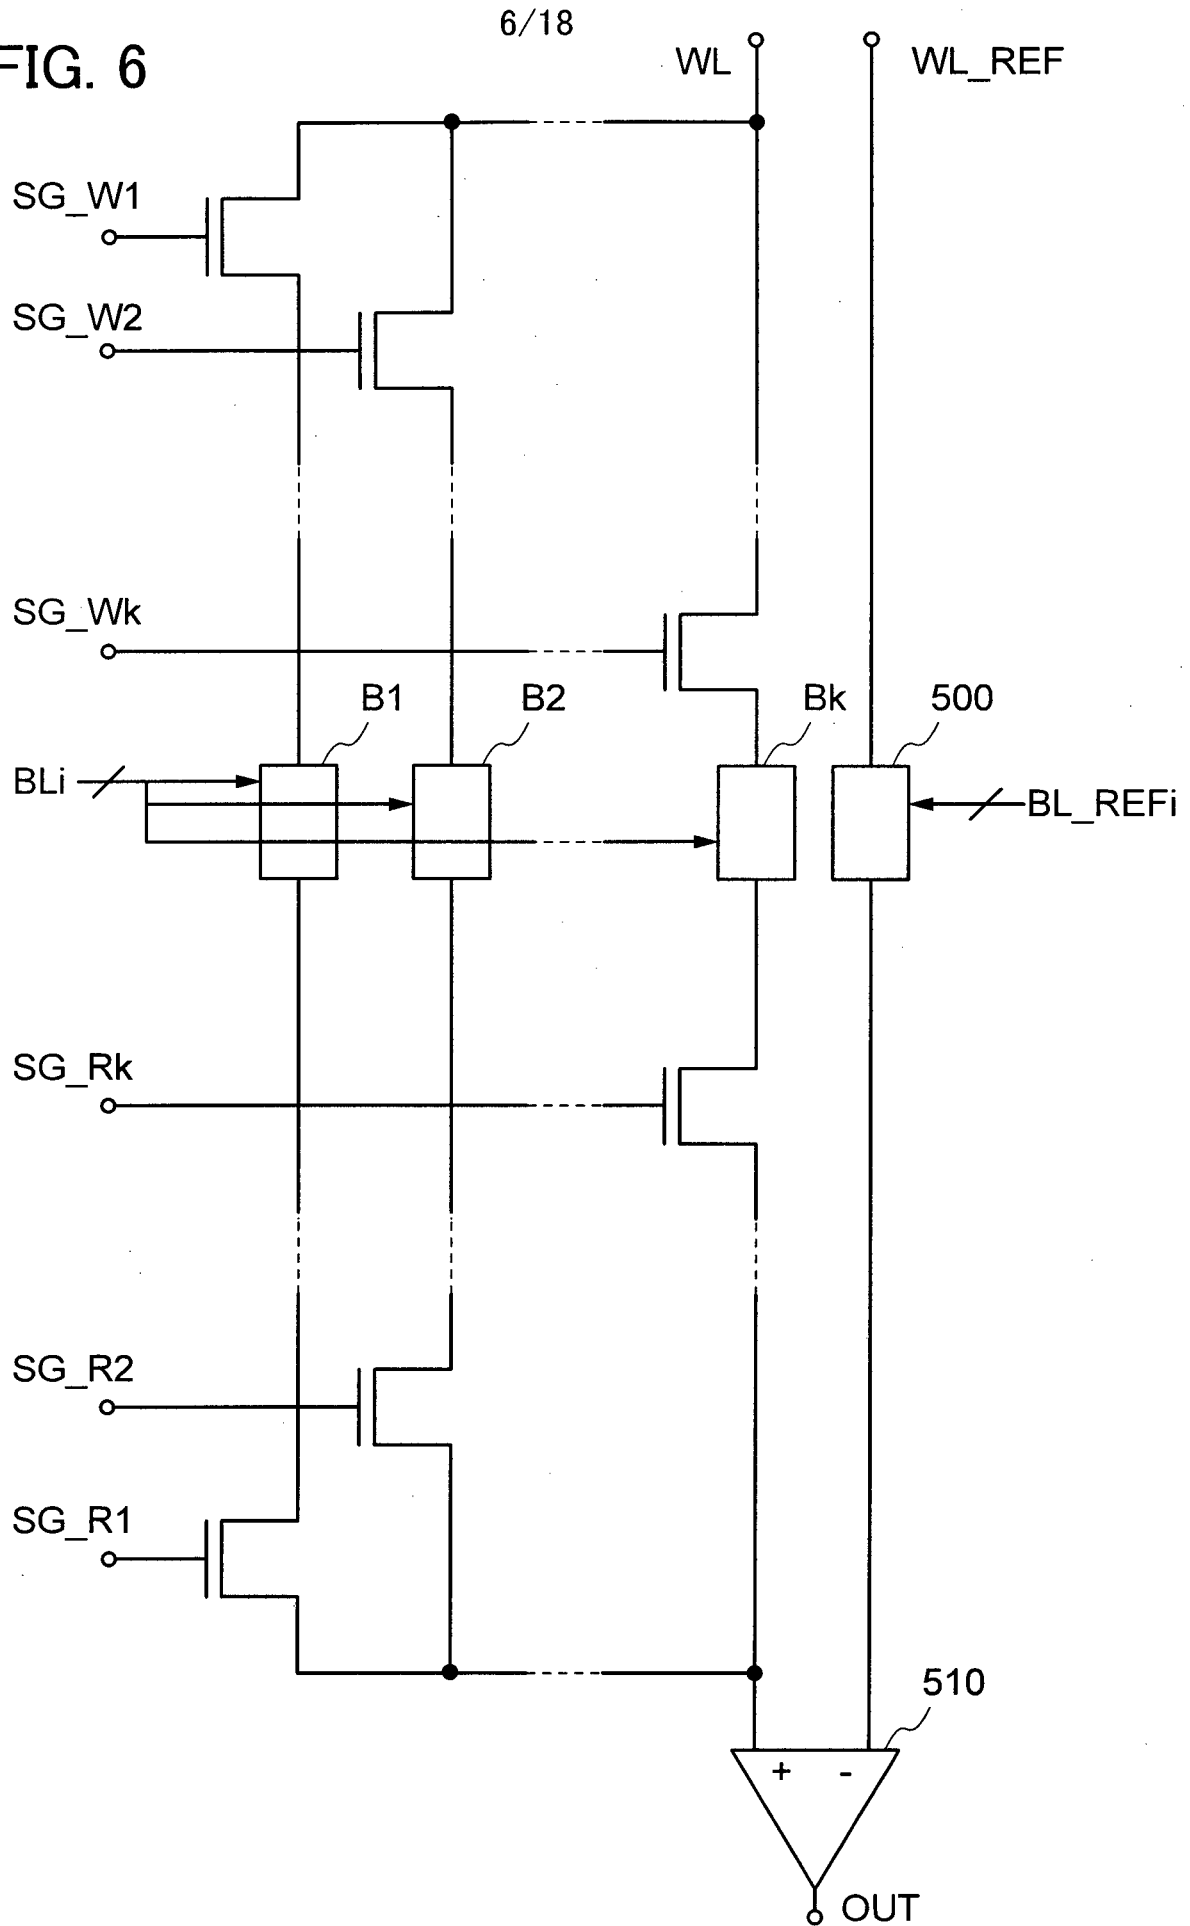 6/18
FIG. 6
WL
WL_REF
SG_W1
SG_W2
SG_Wk
B1
B2
Bk
500
BLi
BL_REFi
SG_Rk
SG_R2
SG_R1
510
+ -
OUT